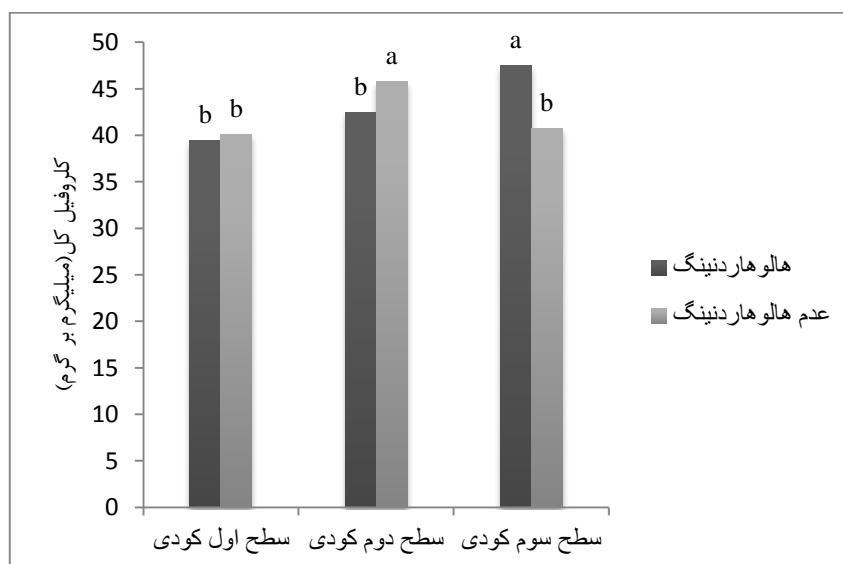 کلروفیل کل(میلیگرم بر گرم)
50
45
40
35
30
25
20
15
10
5
0
b b
b a
a b
سطح اول کودی
سطح دوم کودی
سطح سوم کودی
هالوهاردنینگ
عدم هالوهاردنینگ